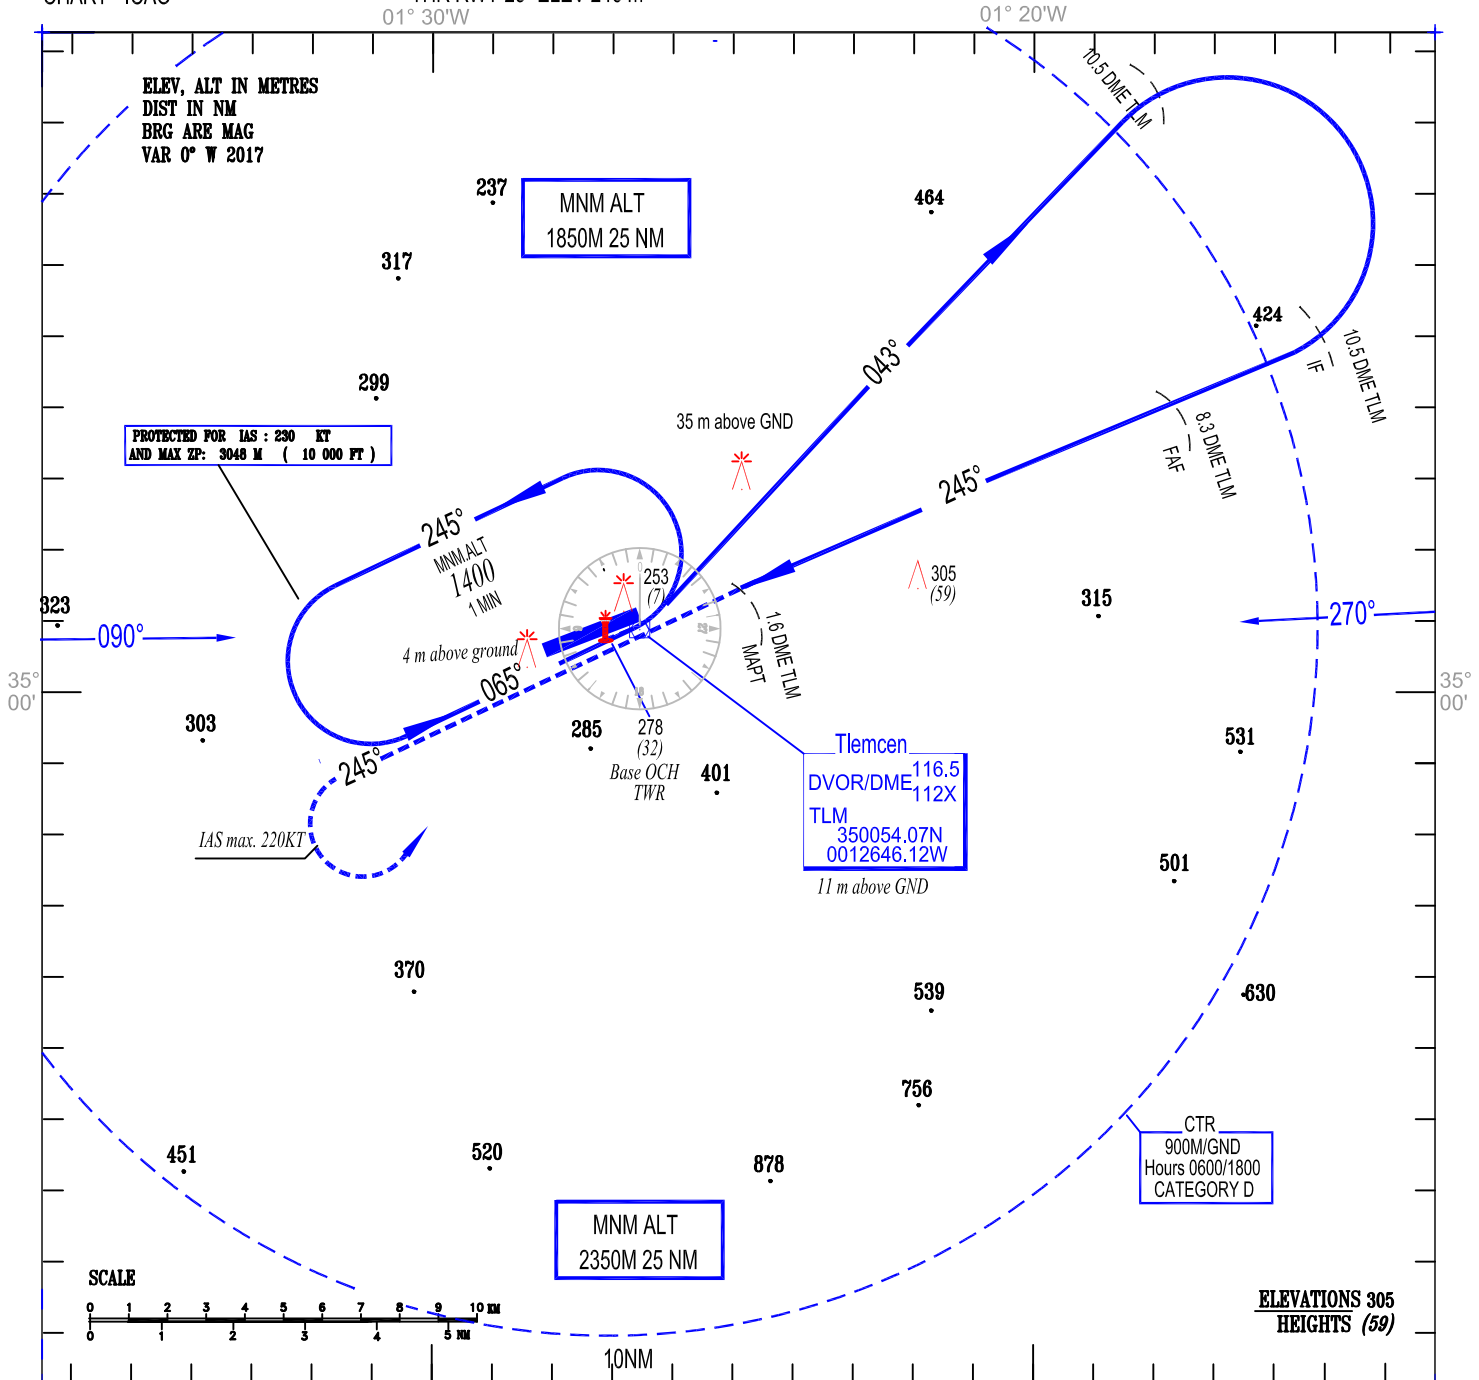 01° 30'W
01° 20'W
ELEV, ALT IN METRES
DIST IN NM
BRG ARE MAG
VAR 0° W 2017
10.5 DME TLM
237
MNM ALT
1850M 25 NM
464
317
424
10.5 DME TLM
IF
043°
299
8.3 DME TLM
FAF
35 m above GND
PROTECTED FOR IAS : 230 KT
AND MAX ZP: 3048 M ( 10 000 FT )
245°
245°
MNM.ALT
1400
1 MIN
253
(7)
305
(59)
315
323
090°
270°
1.6 DME TLM
MAPT
4 m above ground
065°
35°
00'
35°
00'
303
285
278
(32)
Base OCH
TWR
401
245°
531
Tlemcen
DVOR/DME
116.5
112X
TLM
350054.07N
0012646.12W
11 m above GND
IAS max. 220KT
501
370
539
630
756
CTR
900M/GND
Hours 0600/1800
CATEGORY D
451
520
878
MNM ALT
2350M 25 NM
SCALE
0 1 2 3 4 5 6 7 8 9 10 KM
0 1 2 3 4 5 NM
10NM
ELEVATIONS 305
HEIGHTS (59)